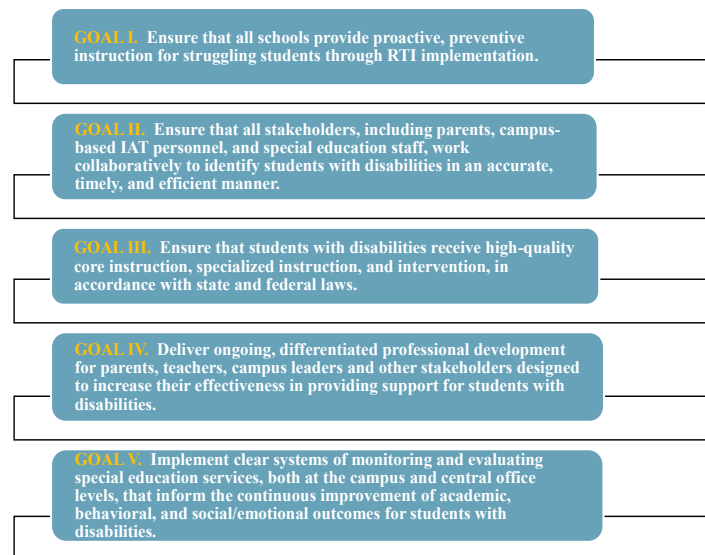 GOAL I. Ensure that all schools provide proactive, preventive
instruction for struggling students through RTI implementation.
GOAL II. Ensure that all stakeholders, including parents, campus-
based IAT personnel, and special education staff, work
collaboratively to identify students with disabilities in an accurate,
timely, and efficient manner.
GOAL III. Ensure that students with disabilities receive high-quality
core instruction, specialized instruction, and intervention, in
accordance with state and federal laws.
GOAL IV. Deliver ongoing, differentiated professional development
for parents, teachers, campus leaders and other stakeholders designed
to increase their effectiveness in providing support for students with
disabilities.
GOAL V. Implement clear systems of monitoring and evaluating
special education services, both at the campus and central office
levels, that inform the continuous improvement of academic,
behavioral, and social/emotional outcomes for students with
disabilities.